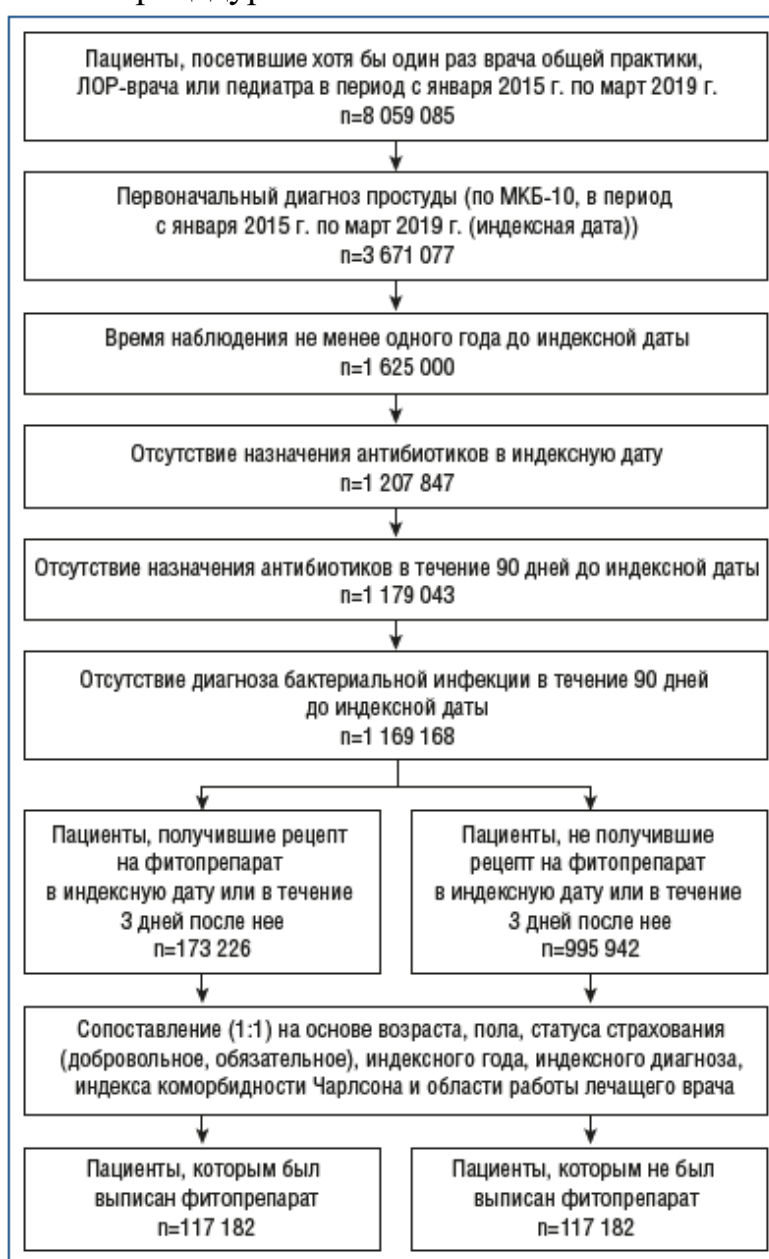 Пациенты, посетившие хотя бы один раз врача общей практики,
ЛОР-врача или педиатра в период с января 2015 г. по март 2019 г.
n=8 059 085
Первоначальный диагноз простуды (по МКБ-10, в период
с января 2015 г. по март 2019 г. (индексная дата))
n=3 671 077
Время наблюдения не менее одного года до индексной даты
n=1 625 000
Отсутствие назначения антибиотиков в индексную дату
n=1 207 847
Отсутствие назначения антибиотиков в течение 90 дней до индексной даты
n=1 179 043
Отсутствие диагноза бактериальной инфекции в течение 90 дней
до индексной даты
n=1 169 168
Пациенты, получившие рецепт
на фитопрепарат
в индексную дату или в течение
3 дней после нее
n=173 226
Пациенты, не получившие
рецепт на фитопрепарат
в индексную дату или в течение
3 дней после нее
n=995 942
Сопоставление (1:1) на основе возраста, пола, статуса страхования
(добровольное, обязательное), индексного года, индексного диагноза,
индекса коморбидности Чарлсона и области работы лечащего врача
Пациенты, которым был
выписан фитопрепарат
n=117 182
Пациенты, которым не был
выписан фитопрепарат
n=117 182